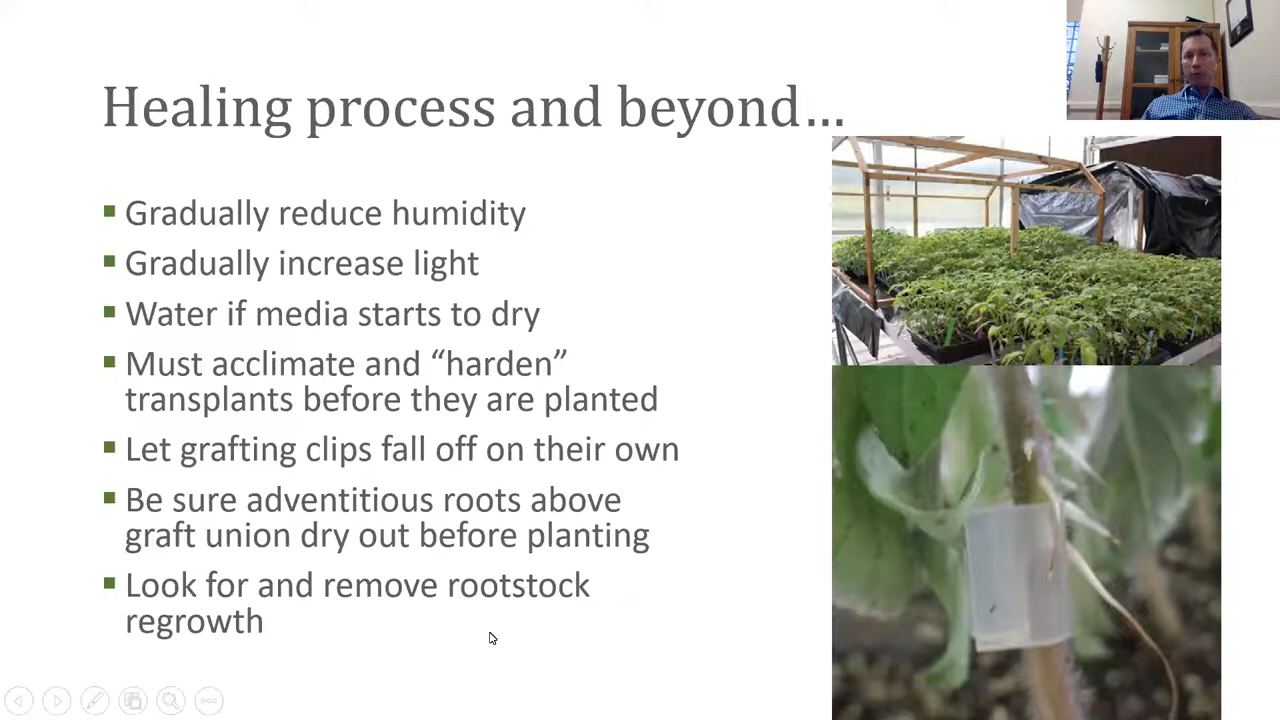 Healing process and beyond…
Gradually reduce humidity
Gradually increase light
Water if media starts to dry
Must acclimate and “harden”
transplants before they are planted
Let grafting clips fall off on their own
Be sure adventitious roots above
graft union dry out before planting
Look for and remove rootstock
regrowth